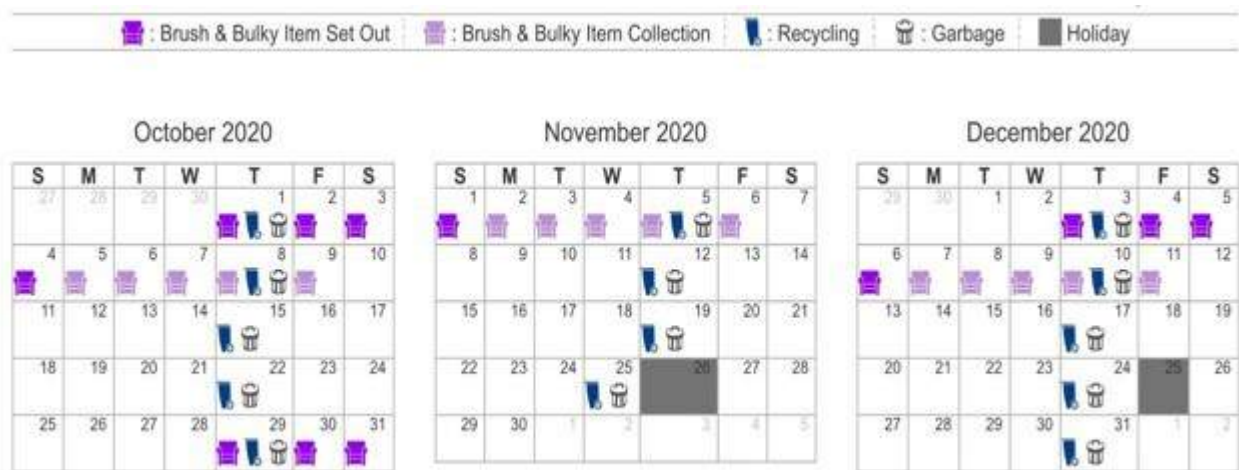 : Brush & Bulky Item Set Out : Brush & Bulky Item Collection : Recycling : Garbage Holiday
October 2020
S M T W T F S
27 28 29 30 1 2 3
4 5 6 7 8 9 10
11 12 13 14 15 16 17
18 19 20 21 22 23 24
25 26 27 28 29 30 31
November 2020
S M T W T F S
1 2 3 4 5 6 7
8 9 10 11 12 13 14
15 16 17 18 19 20 21
22 23 24 25 26 27 28
29 30 1 2 3 4 5
December 2020
S M T W T F S
29 30 1 2 3 4 5
6 7 8 9 10 11 12
13 14 15 16 17 18 19
20 21 22 23 24 25 26
27 28 29 30 31 1 2